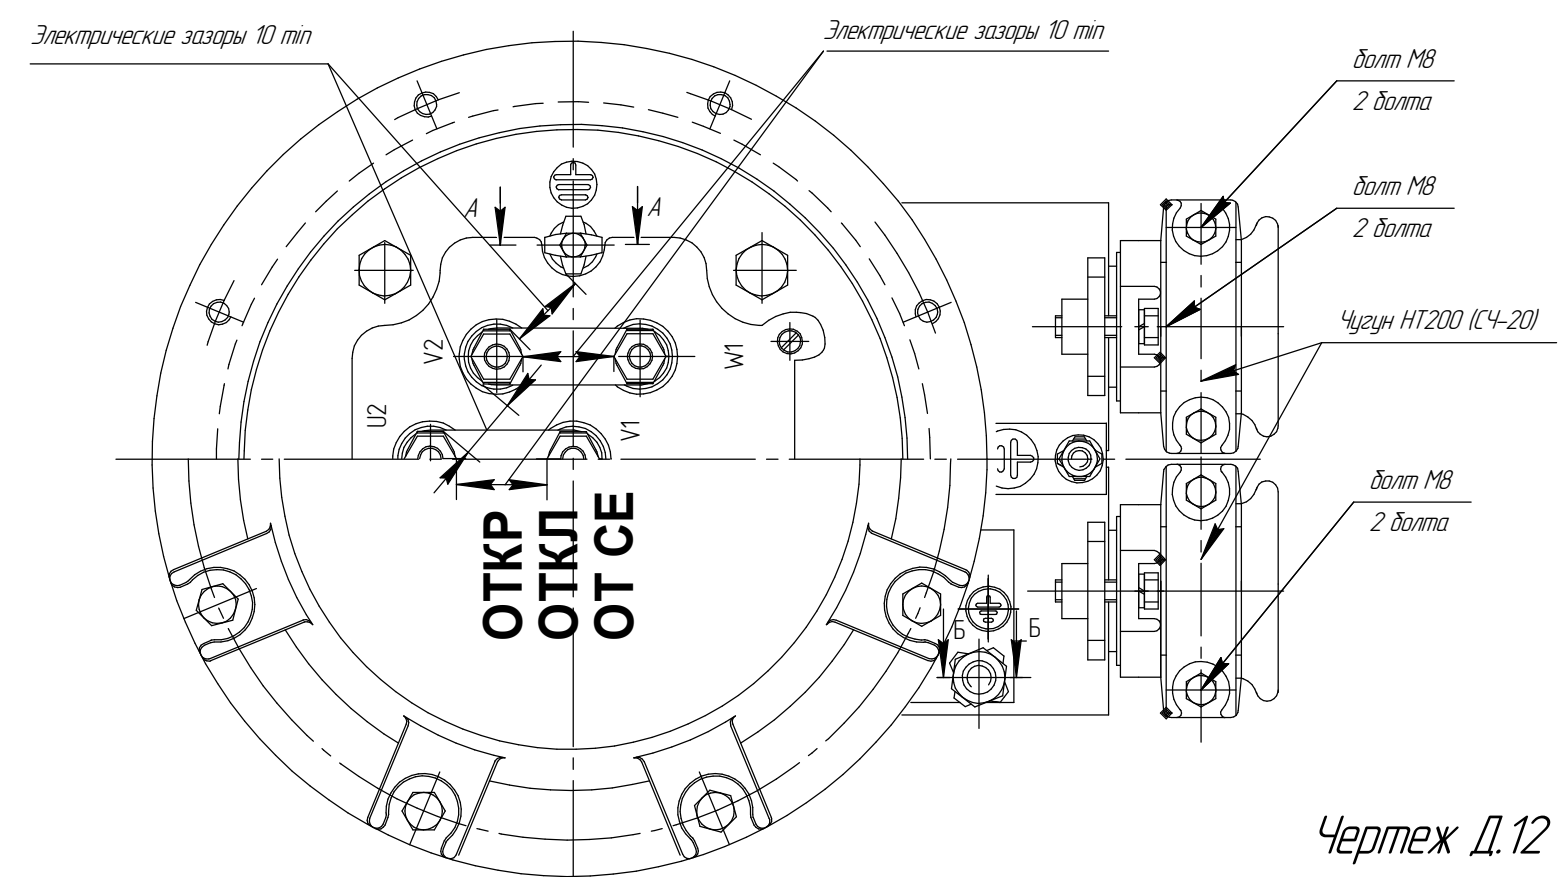 Электрические зазоры 10 min
Электрические зазоры 10 min
болт М8
2 болта
А
А
болт М8
2 болта
Чугун НТ200 (СЧ-20)
V2
W1
U2
V1
болт М8
2 болта
ОТКР
ОТКЛ
ОТ СЕ
Б
Б
Чертеж Д.12